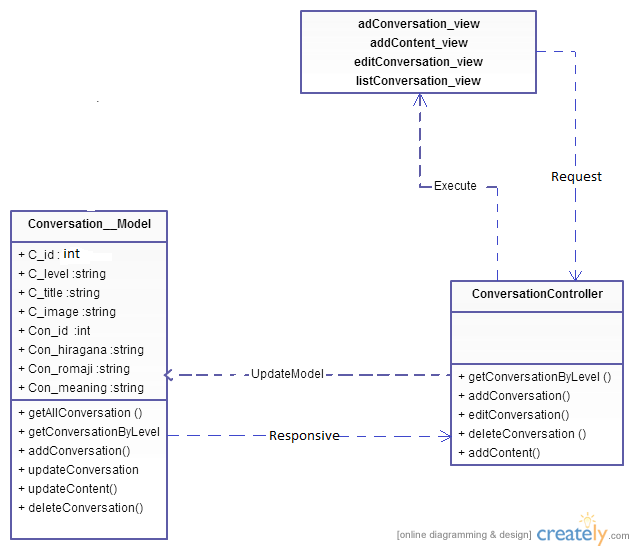 adConversation_view
addContent_view
editConversation_view
listConversation_view
Execute
Request
Conversation__Model
+ C_id : int
+ C_level :string
+ C_title :string
+ C_image :string
+ Con_id :int
+ Con_hiragana :string
+ Con_romaji :string
+ Con_meaning :string
+ getAllConversation ()
+ getConversationByLevel
+ addConversation()
+ updateConversation
+ updateContent()
+ deleteConversation()
UpdateModel
Responsive
ConversationController
+ getConversationByLevel ()
+ addConversation()
+ editConversation()
+ deleteConversation ()
+ addContent()
[online diagramming & design] creately.com